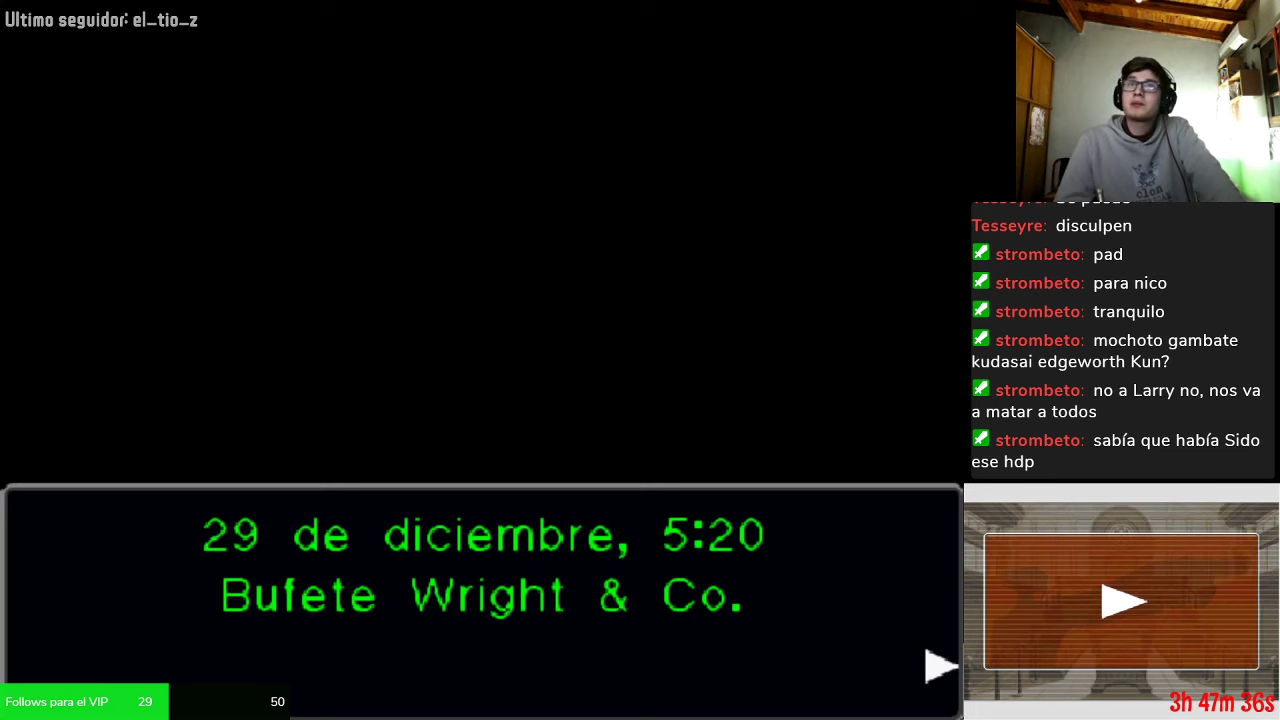 Ultimo seguidor: el_tio_z
Tesseyre: disculpen
strombeto: pad
strombeto: para nico
strombeto: tranquilo
strombeto: mochoto gambate
kudasai edgeworth Kun?
strombeto: no a Larry no, nos va
a matar a todos
strombeto: sabía que había Sido
ese hdp
29 de diciembre, 5:20
Bufete Wright & Co.
Follows para el VIP 29 50
3h 47m 36s